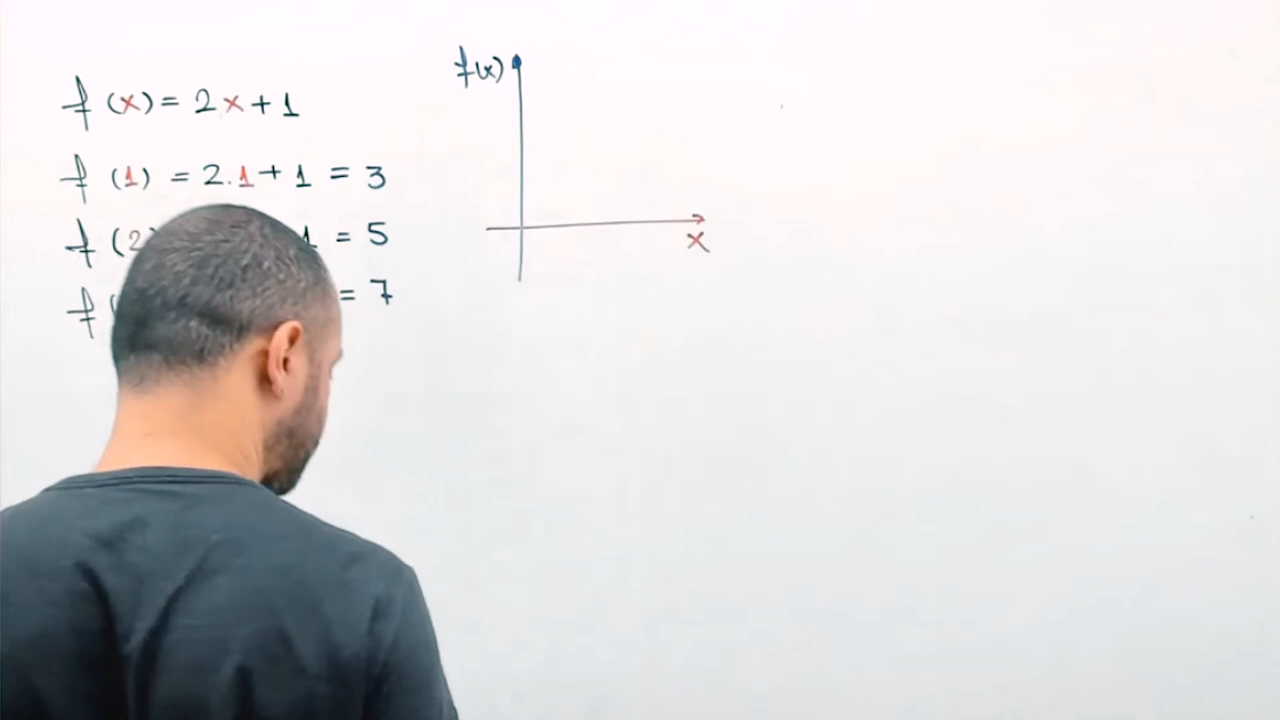 f (x) = 2x + 1
f (1) = 2.1 + 1 = 3
f (2) 1 = 5
f ( = 7
f(x)
x